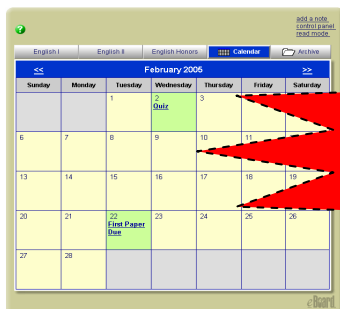 add a note
control panel
read mode
?
English I English II English Honors Calendar Archive
<< February 2005 >>
Sunday Monday Tuesday Wednesday Thursday Friday Saturday
1 2 3
Quiz
6 7 8 9 10 11
13 14 15 16 17 18 19
20 21 22 23 24 25 26
First Paper
Due
27 28
eBoard